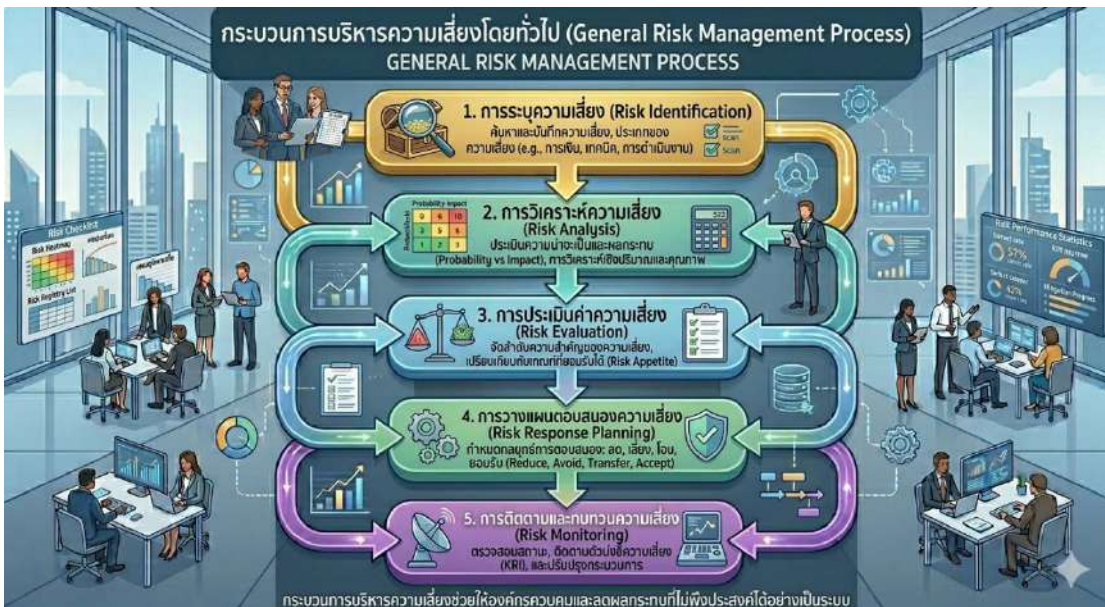 กระบวนการบริหารความเสี่ยงโดยทั่วไป (General Risk Management Process)
GENERAL RISK MANAGEMENT PROCESS
1. การระบุความเสี่ยง (Risk Identification)
ค้นหาและบันทึกความเสี่ยง, ประเภทของ
ความเสี่ยง (e.g., การเงิน, เทคนิค, การดำเนินงาน)
Scan
Scan
Probability Impact
2. การวิเคราะห์ความเสี่ยง
(Risk Analysis)
ประเมินความน่าจะเป็นและผลกระทบ
(Probability vs Impact), การวิเคราะห์เชิงปริมาณและคุณภาพ
Risk Checklist
Risk Heatmap
Risk Registry List
Risk Performance Statistics
57%
42%
Mitigation Progress
3. การประเมินค่าความเสี่ยง
(Risk Evaluation)
จัดลำดับความสำคัญของความเสี่ยง,
เปรียบเทียบกับเกณฑ์ที่ยอมรับได้ (Risk Appetite)
4. การวางแผนตอบสนองความเสี่ยง
(Risk Response Planning)
กำหนดกลยุทธ์การตอบสนอง: ลด, เลี่ยง, โอน,
ยอมรับ (Reduce, Avoid, Transfer, Accept)
5. การติดตามและทบทวนความเสี่ยง
(Risk Monitoring)
ตรวจสอบสถานะ, ติดตามตัวบ่งชี้ความเสี่ยง
(KRI), และปรับปรุงกระบวนการ
กระบวนการบริหารความเสี่ยงช่วยให้องค์กรควบคุมและลดผลกระทบที่ไม่พึงประสงค์ได้อย่างเป็นระบบ